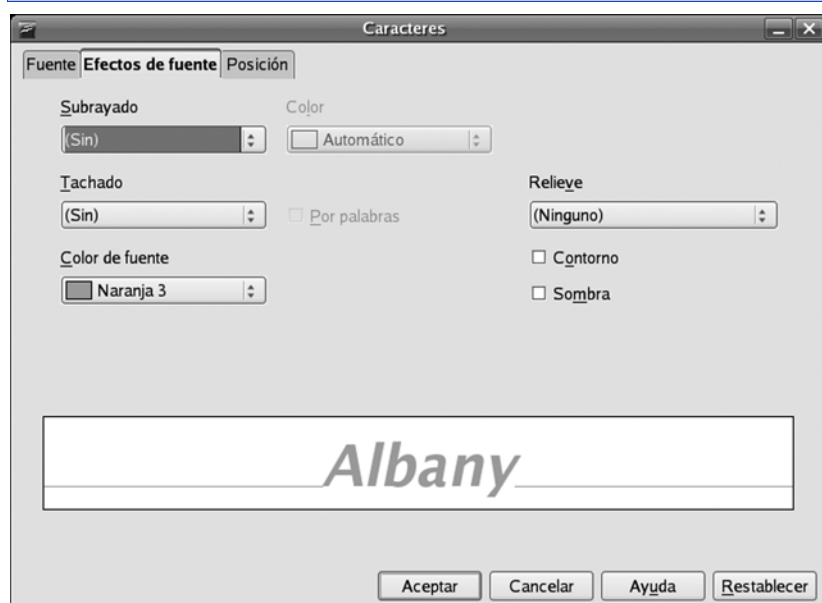 Caracteres
Fuente Efectos de fuente Posición
Subrayado Color
(Sin) Automático
Tachado Relieve
(Sin) Por palabras (Ninguno)
Color de fuente Contorno
Naranja 3 Sombra
Albany
Aceptar Cancelar Ayuda Restablecer